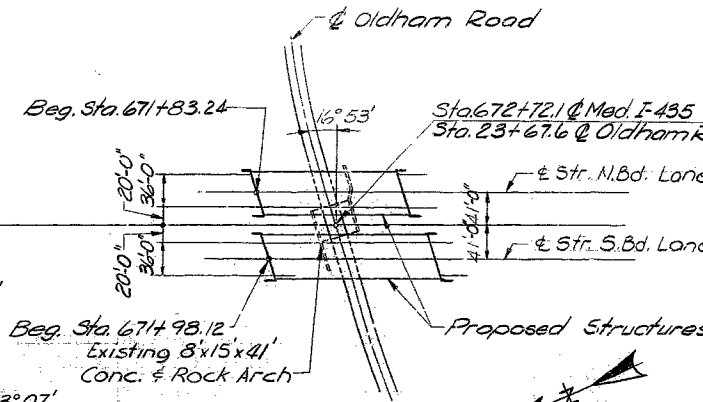 ℄ Oldham Road
Beg. Sta. 671+83.24
16° 53'
Sta. 672+72.1 ℄ Med. I-435
Sta. 23+67.6 ℄ Oldham R
℄ Str. N.Bd. Lane
20'-0"
36'-0"
41'-0"
41'-0"
℄ Str. S.Bd. Lane
20'-0"
36'-0"
Beg. Sta. 671+98.12
Proposed Structures
Existing 8'x15'x41'
Conc. & Rock Arch
3° 07'